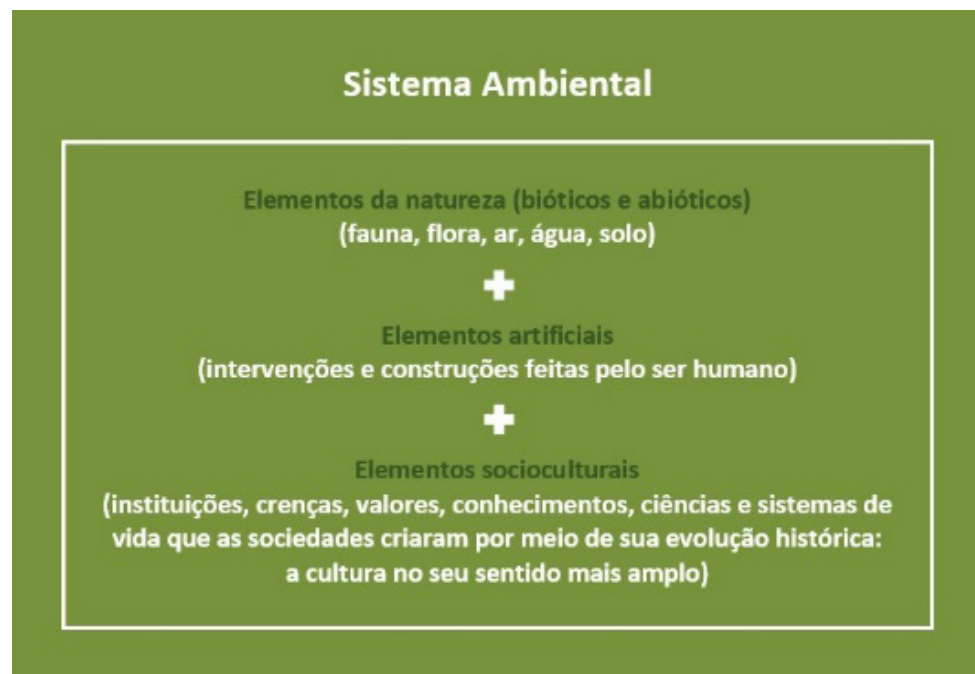 Sistema Ambiental
Elementos da natureza (bióticos e abióticos)
(fauna, flora, ar, água, solo)
+
Elementos artificiais
(intervenções e construções feitas pelo ser humano)
+
Elementos socioculturais
(instituições, crenças, valores, conhecimentos, ciências e sistemas de
vida que as sociedades criaram por meio de sua evolução histórica:
a cultura no seu sentido mais amplo)